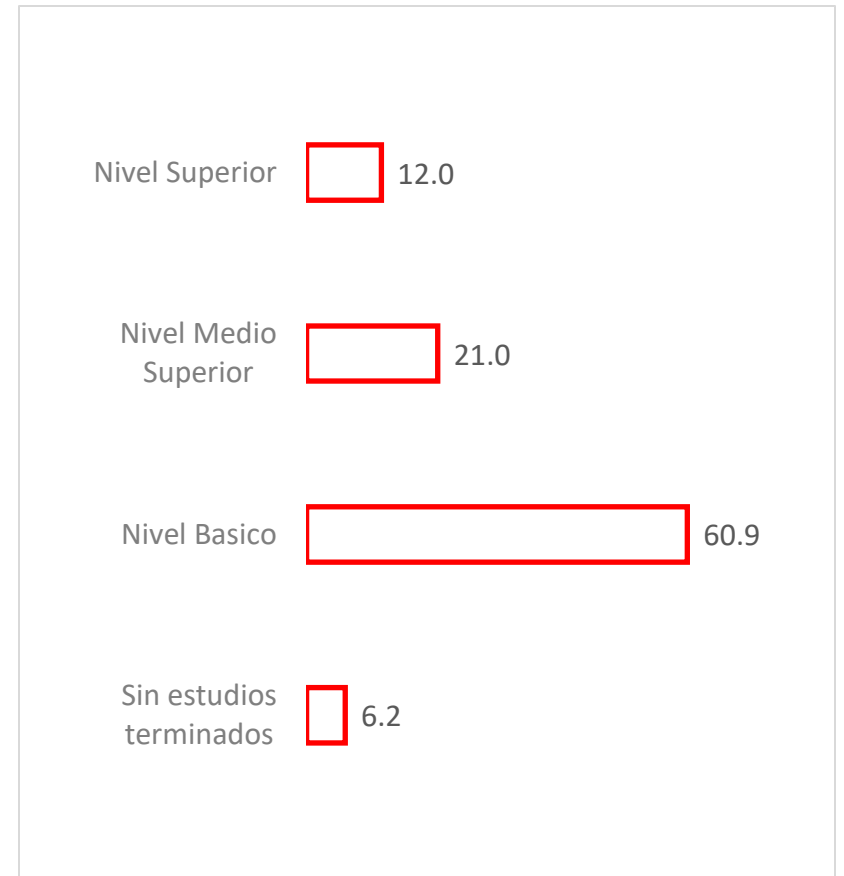 Nivel Superior
12.0
Nivel Medio
Superior
21.0
Nivel Basico
60.9
Sin estudios
terminados
6.2